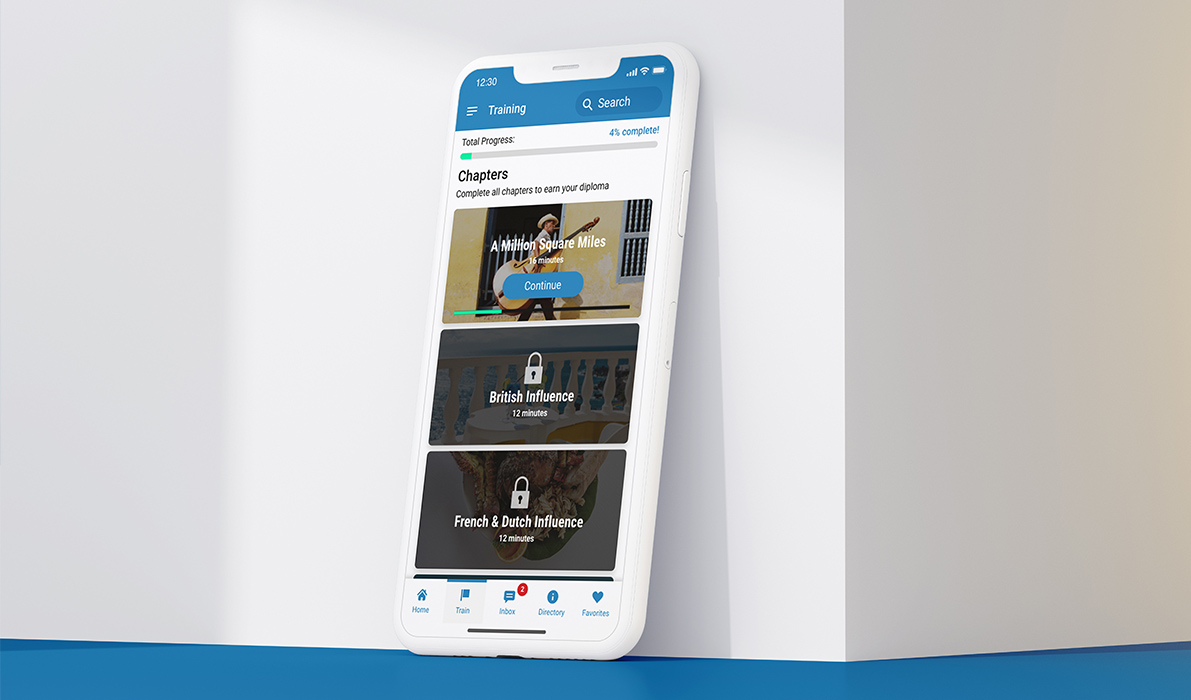 12:30
Training
Search
Total Progress:
4% complete!
Chapters
Complete all chapters to earn your diploma
A Million Square Miles
16 minutes
Continue
British Influence
12 minutes
French & Dutch Influence
12 minutes
2
Home
Train
Inbox
Directory
Favorites